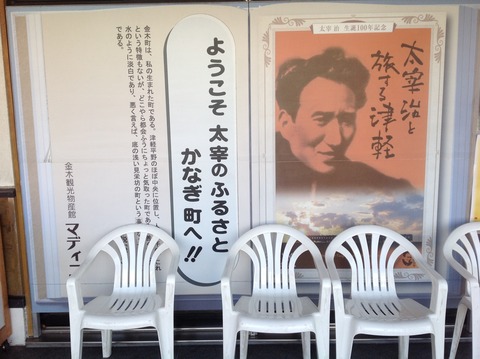 太宰 治 生誕100年記念
太宰治と
旅する津軽
ようこそ 太宰のふるさと
かなぎ町へ!!
金木町は、私の生まれた町である。津軽平野のほぼ中央に位置し、人
という特徴もないが、どこやら都会ふうにちょっと気取った町であ
水のように淡白であり、悪く言えば、底の浅い見栄坊の町という
である。
金木観光物産館
マディ